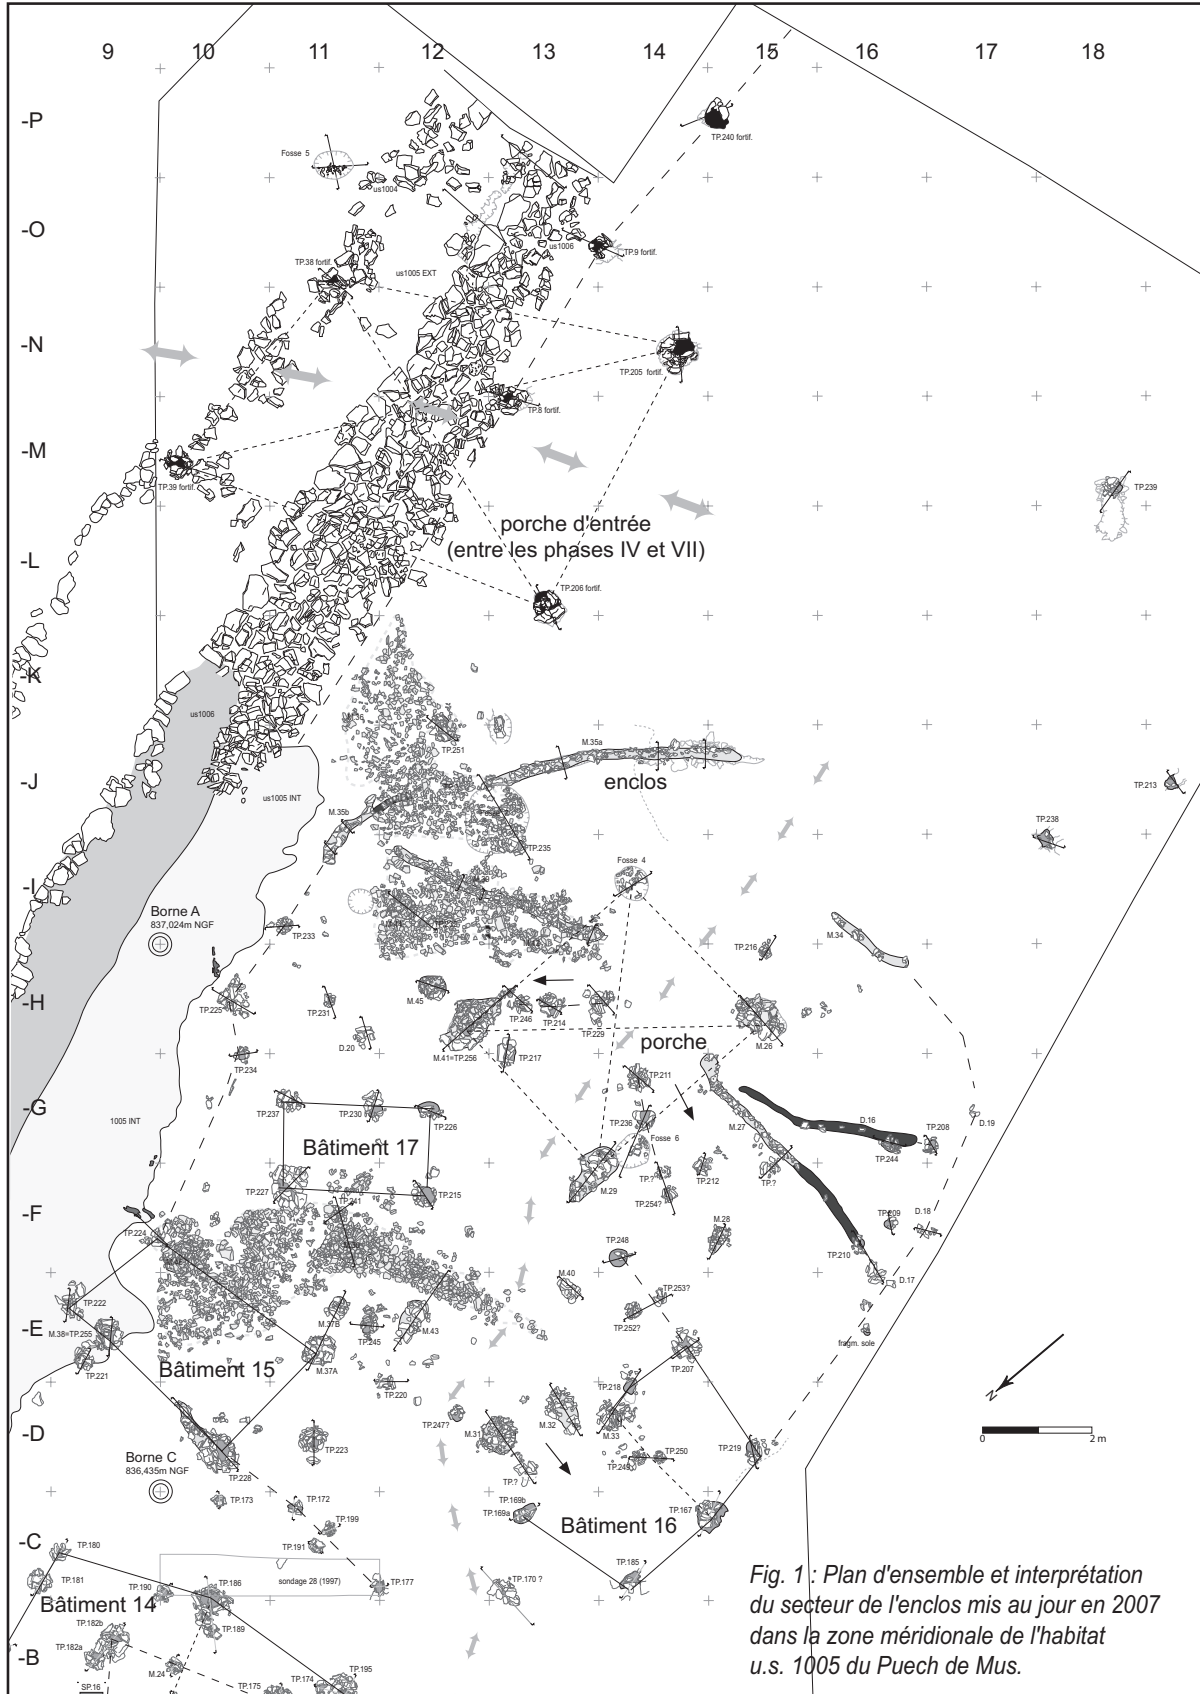 9 10 11 12 13 14 15 16 17 18
-P
TP.240 fortif.
Fosse 5
us1004
-O
us1006
TP.9 fortif.
TP.38 fortif.
us1005 EXT
-N
TP.205 fortif.
TP.8 fortif.
-M
TP.39 fortif.
TP.239
porche d'entrée
(entre les phases IV et VII)
-L
TP.206 fortif.
-K
us1006
M.36
TP.251
M.35a
-J
enclos
us1005 INT
TP.213
M.35b
TP.238
TP.235
-I
Fosse 4
Borne A
837,024m NGF
TP.233
M.34
TP.216
M.45
-H
TP.225
TP.231
TP.246
TP.214
TP.229
D.20
M.41=TP.256
TP.217
porche
M.26
TP.234
TP.211
-G
TP.237
TP.230
TP.226
TP.236
M.27
D.16
D.19
1005 INT
Bâtiment 17
Fosse 6
TP.244
TP.208
TP.227
TP.215
M.29
TP.?
TP.212
TP.?
TP.241
TP.254?
-F
TP.224
M.28
TP.209
D.18
TP.248
TP.210
M.40
D.17
TP.222
TP.253?
M.37B
-E
M.38=TP.255
TP.245
M.43
TP.252?
fragm. sole
TP.221
Bâtiment 15
M.37A
TP.207
TP.220
TP.218
N
TP.247?
M.32
M.33
-D
TP.223
M.31
TP.219
0 2 m
Borne C
836,435m NGF
TP.228
TP.249
TP.250
TP.?
TP.173
TP.172
TP.169b
TP.169a
TP.167
TP.199
Bâtiment 16
-C
TP.180
TP.191
TP.185
TP.181
TP.190
TP.186
sondage 28 (1997)
TP.177
TP.170 ?
Bâtiment 14
TP.182b
TP.189
-B
TP.182a
M.24
TP.174
TP.195
SP.16
TP.175
Fig. 1 : Plan d'ensemble et interprétation
du secteur de l'enclos mis au jour en 2007
dans la zone méridionale de l'habitat
u.s. 1005 du Puech de Mus.